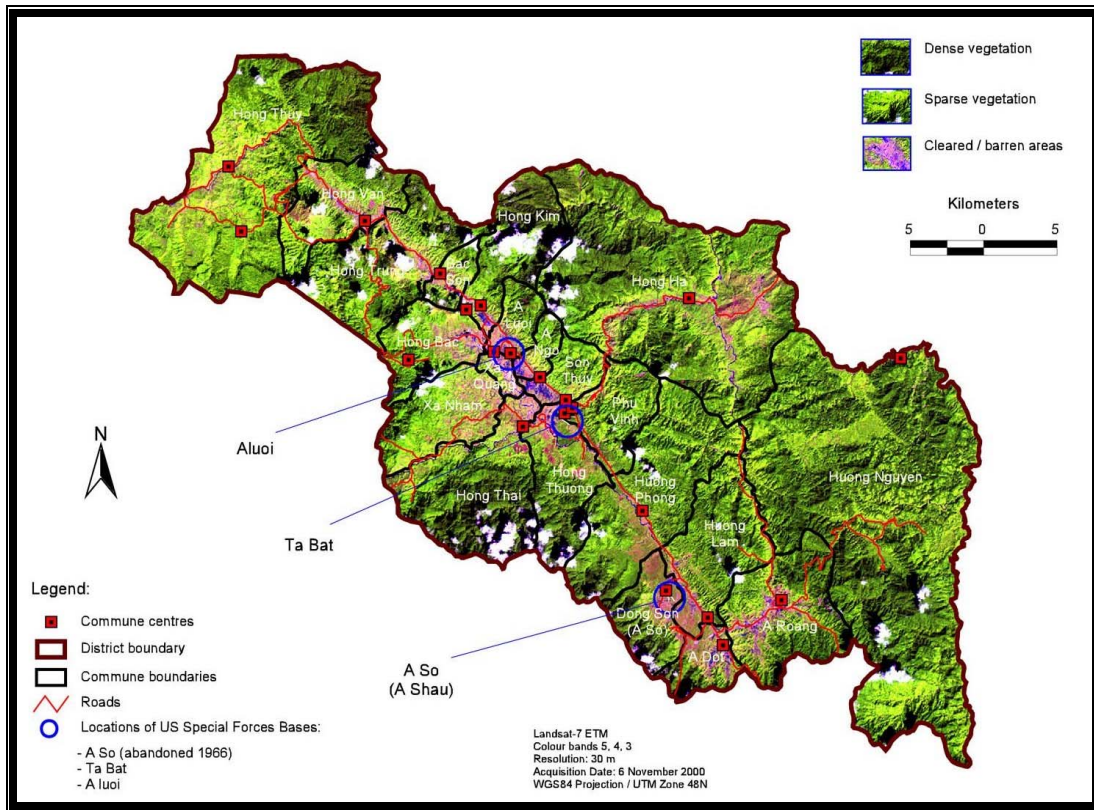 Dense vegetation
Sparse vegetation
Cleared / barren areas
Kilometers
5 0 5
Hong Thuy
Hong Van
Hong Kim
Hong Trung
Bac
Son
Hong Ha
A
Luoi
A
Ngo
Hong Bac
Son
Thuy
Quang
Xa Nham
Phu
Vinh
Aluoi
N
Hong
Thuong
Huong
Phong
Huong Nguyen
Hong Thai
Huong
Lam
Ta Bat
Dong Son
(A So)
A Roang
A Dot
A So
(A Shau)
Legend:
Commune centres
District boundary
Commune boundaries
Roads
Locations of US Special Forces Bases:
- A So (abandoned 1966)
- Ta Bat
- A luoi
Landsat-7 ETM
Colour bands 5, 4, 3
Resolution: 30 m
Acquisition Date: 6 November 2000
WGS84 Projection / UTM Zone 48N